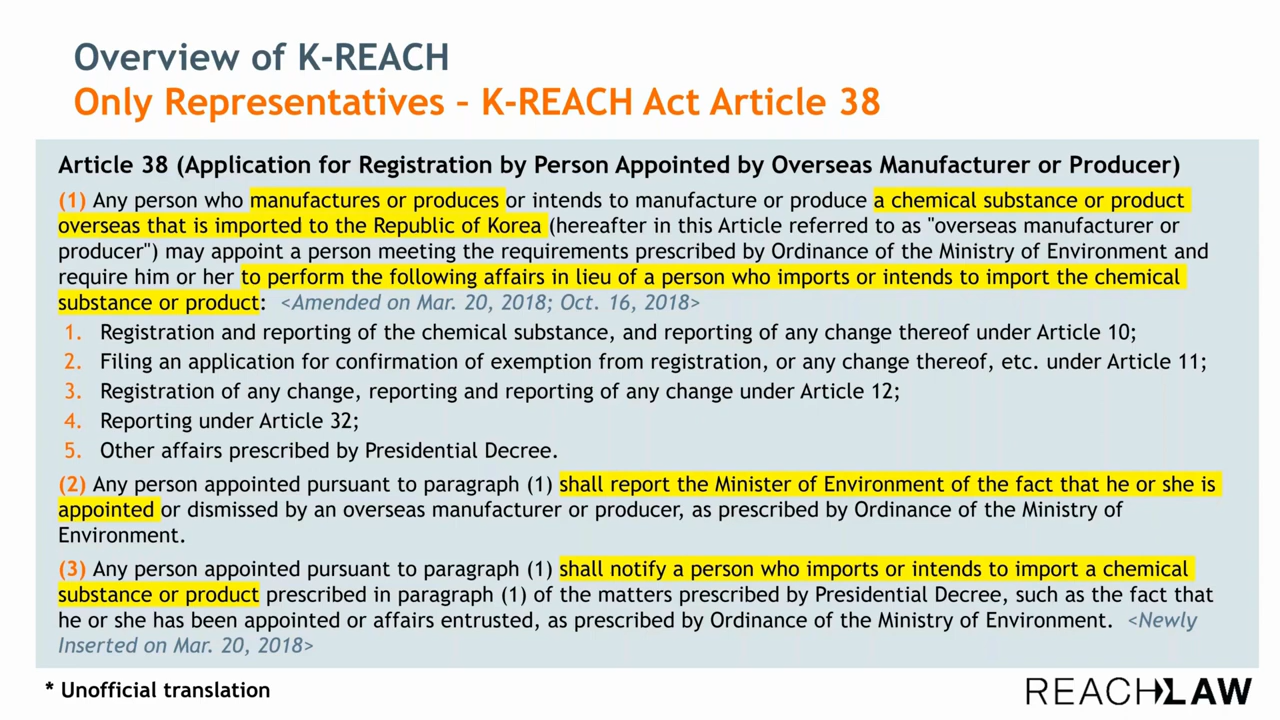 Overview of K-REACH
Only Representatives – K-REACH Act Article 38
Article 38 (Application for Registration by Person Appointed by Overseas Manufacturer or Producer)
(1) Any person who manufactures or produces or intends to manufacture or produce a chemical substance or product
overseas that is imported to the Republic of Korea (hereafter in this Article referred to as "overseas manufacturer or
producer") may appoint a person meeting the requirements prescribed by Ordinance of the Ministry of Environment and
require him or her to perform the following affairs in lieu of a person who imports or intends to import the chemical
substance or product: <Amended on Mar. 20, 2018; Oct. 16, 2018>
1. Registration and reporting of the chemical substance, and reporting of any change thereof under Article 10;
2. Filing an application for confirmation of exemption from registration, or any change thereof, etc. under Article 11;
3. Registration of any change, reporting and reporting of any change under Article 12;
4. Reporting under Article 32;
5. Other affairs prescribed by Presidential Decree.
(2) Any person appointed pursuant to paragraph (1) shall report the Minister of Environment of the fact that he or she is
appointed or dismissed by an overseas manufacturer or producer, as prescribed by Ordinance of the Ministry of
Environment.
(3) Any person appointed pursuant to paragraph (1) shall notify a person who imports or intends to import a chemical
substance or product prescribed in paragraph (1) of the matters prescribed by Presidential Decree, such as the fact that
he or she has been appointed or affairs entrusted, as prescribed by Ordinance of the Ministry of Environment. <Newly
Inserted on Mar. 20, 2018>
* Unofficial translation
REACHLAW